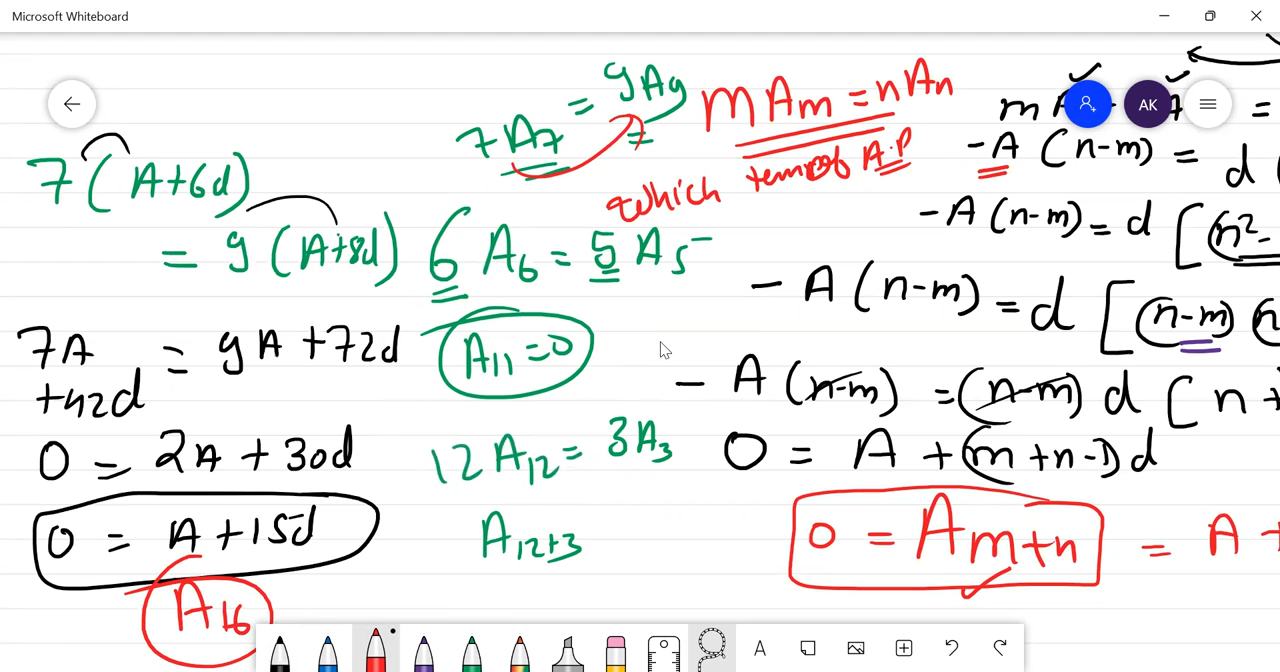 Microsoft Whiteboard
7A7 = 9A9
7(A+6d)
= 9(A+8d)
7A
+42d = 9A+72d
0 = 2A+30d
0 = A+15d
A16
mAm = nAn
which term of A.P
6A6 = 5A5
A11=0
12A12 = 3A3
A12+3
AK
-A (n-m) = d
-A(n-m) = d [n2-
-A(n-m) = d [(n-m)(n
-A(n-m) = (n-m)d [n+
0 = A+(m+n-1)d
0 = Am+n = A+
A